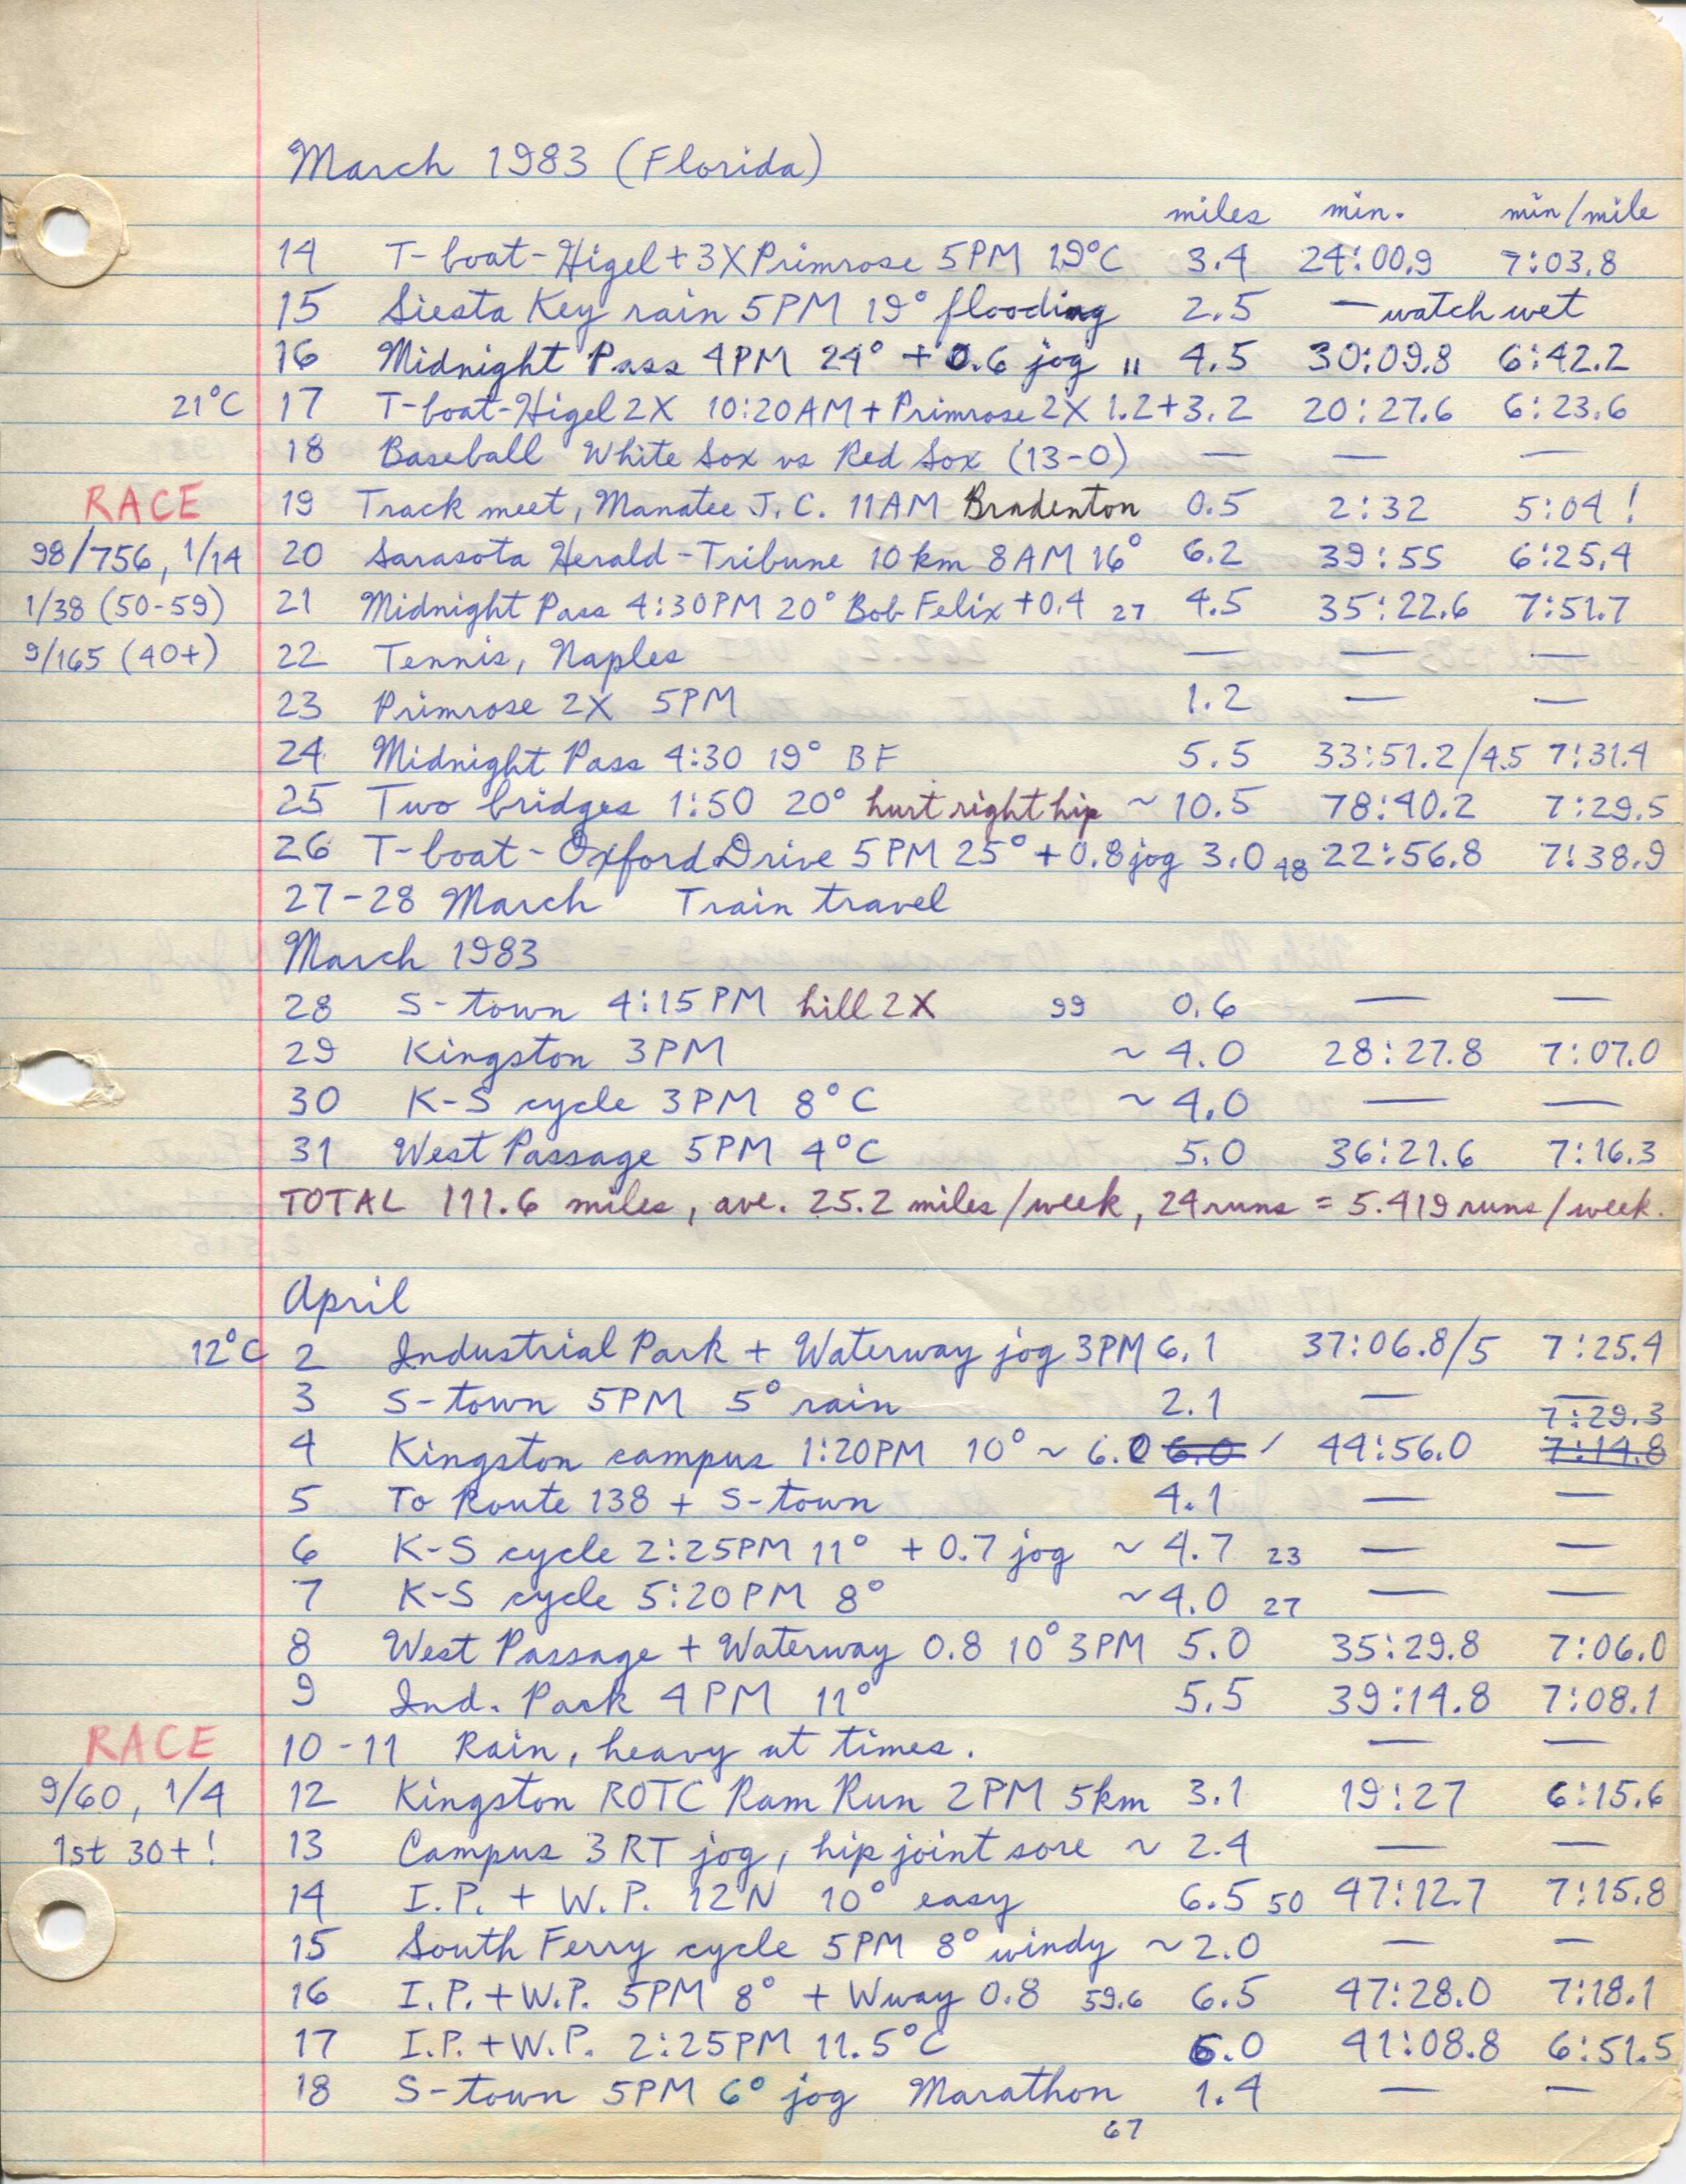 March 1983 (Florida)
miles min. min/mile
14 T-boat-Higel+3XPrimrose 5PM 19°C 3.4 24:00.9 7:03.8
15 Siesta Key rain 5PM 19° flooding 2.5 — watch wet
16 Midnight Pass 4PM 24° + 0.6 jog 11 4.5 30:09.8 6:42.2
21°C 17 T-boat-Higel 2X 10:20AM+Primrose 2X 1.2+3.2 20:27.6 6:23.6
18 Baseball White Sox vs Red Sox (13-0) — — —
RACE 19 Track meet, Manatee J.C. 11AM Bradenton 0.5 2:32 5:04!
98/756, 1/14 20 Sarasota Herald-Tribune 10km 8AM 16° 6.2 39:55 6:25.4
1/38 (50-59) 21 Midnight Pass 4:30PM 20° Bob Felix +0.4 27 4.5 35:22.6 7:51.7
9/165 (40+) 22 Tennis, Naples — — —
23 Primrose 2X 5PM 1.2 — —
24 Midnight Pass 4:30 19° BF 5.5 33:51.2/4.5 7:31.4
25 Two bridges 1:50 20° hurt right hip ~10.5 78:40.2 7:29.5
26 T-boat-Oxford Drive 5PM 25°+0.8jog 3.0 48 22:56.8 7:38.9
27-28 March Train travel
March 1983
28 S-town 4:15PM hill 2X 99 0.6 — —
29 Kingston 3PM ~4.0 28:27.8 7:07.0
30 K-S cycle 3PM 8°C ~4.0 — —
31 West Passage 5PM 4°C 5.0 36:21.6 7:16.3
TOTAL 111.6 miles, ave. 25.2 miles/week, 24 runs = 5.419 runs/week.
April
12°C 2 Industrial Park + Waterway jog 3PM 6.1 37:06.8/5 7:25.4
3 S-town 5PM 5° rain 2.1 — —
7:29.3
4 Kingston campus 1:20PM 10° ~ 6.0 6.0 / 44:56.0 7:14.8
5 To Route 138 + S-town 4.1 — —
6 K-S cycle 2:25PM 11° + 0.7 jog ~ 4.7 23 — —
7 K-S cycle 5:20PM 8° ~4.0 27 — —
8 West Passage + Waterway 0.8 10° 3PM 5.0 35:29.8 7:06.0
9 Ind. Park 4PM 11° 5.5 39:14.8 7:08.1
RACE 10-11 Rain, heavy at times. — —
9/60, 1/4 12 Kingston ROTC Ram Run 2PM 5km 3.1 19:27 6:15.6
1st 30+! 13 Campus 3RT jog, hip joint sore ~ 2.4 — —
14 I.P. + W.P. 12N 10° easy 6.5 50 47:12.7 7:15.8
15 South Ferry cycle 5PM 8° windy ~2.0 — —
16 I.P.+W.P. 5PM 8° + Wway 0.8 59.6 6.5 47:28.0 7:18.1
17 I.P.+W.P. 2:25PM 11.5°C 6.0 41:08.8 6:51.5
18 S-town 5PM 6° jog Marathon 1.4 — —
67